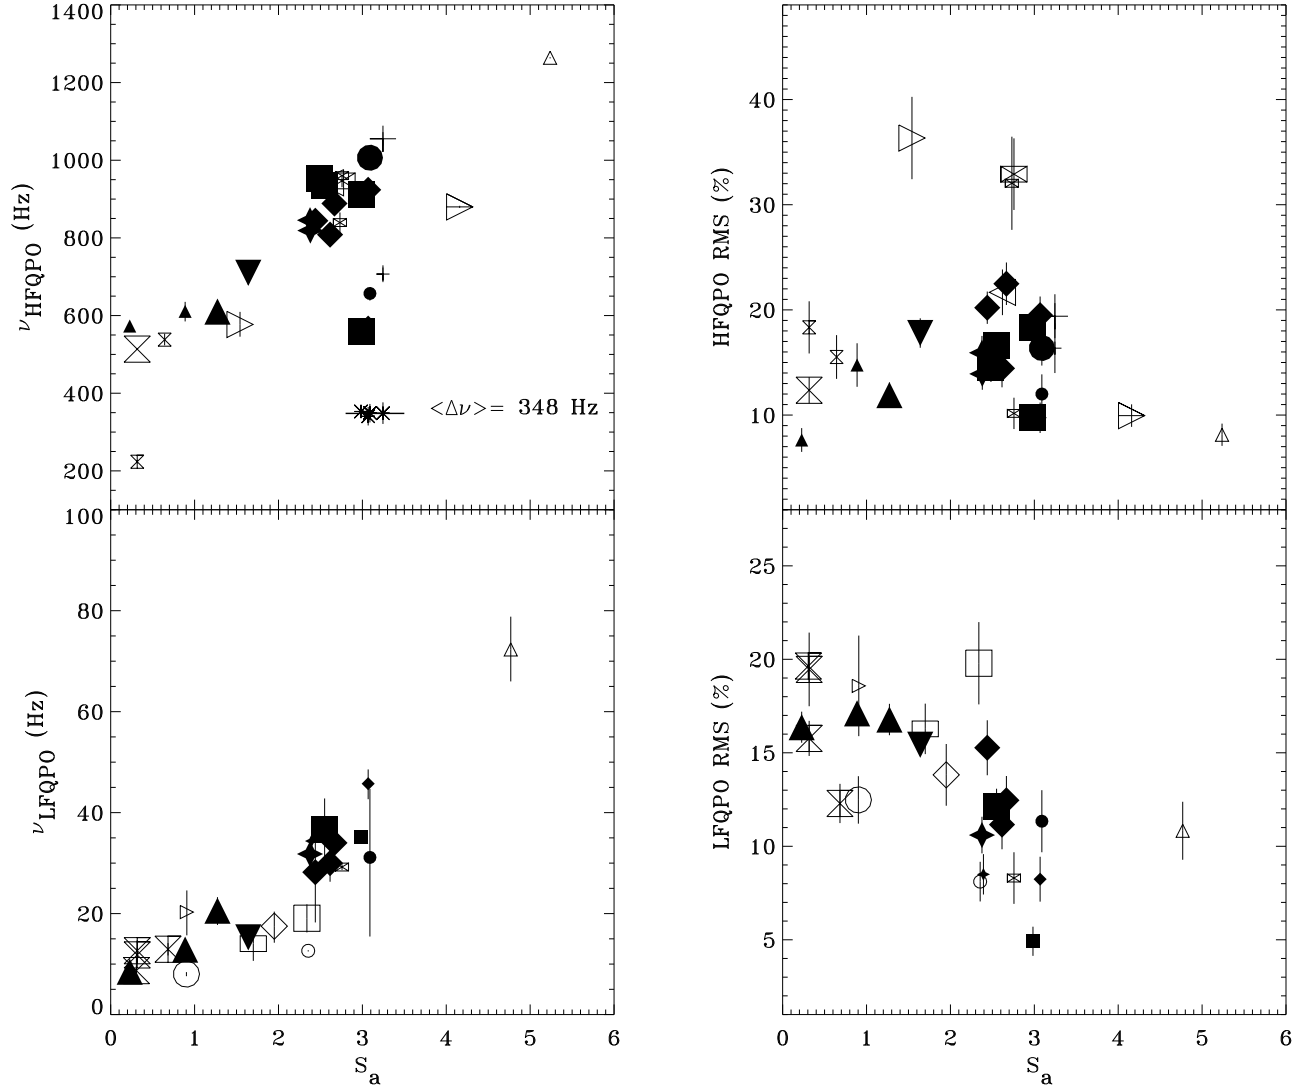 1400
1200
1000
800
600
400
200
ν_HFQPO (Hz)
<Δν>= 348 Hz
40
30
20
10
HFQPO RMS (%)
100
80
60
40
20
0
ν_LFQPO (Hz)
0 1 2 3 4 5 6
S_a
25
20
15
10
5
LFQPO RMS (%)
0 1 2 3 4 5 6
S_a